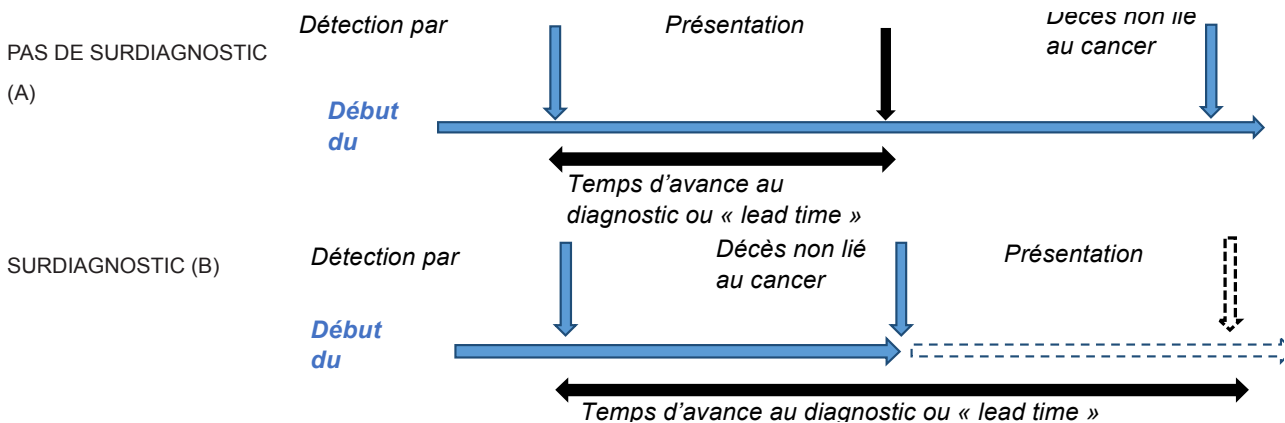 Détection par
Présentation
Décès non lié
au cancer
PAS DE SURDIAGNOSTIC
(A)
Début
du
Temps d'avance au
diagnostic ou « lead time »
SURDIAGNOSTIC (B)
Détection par
Décès non lié
au cancer
Présentation
Début
du
Temps d'avance au diagnostic ou « lead time »